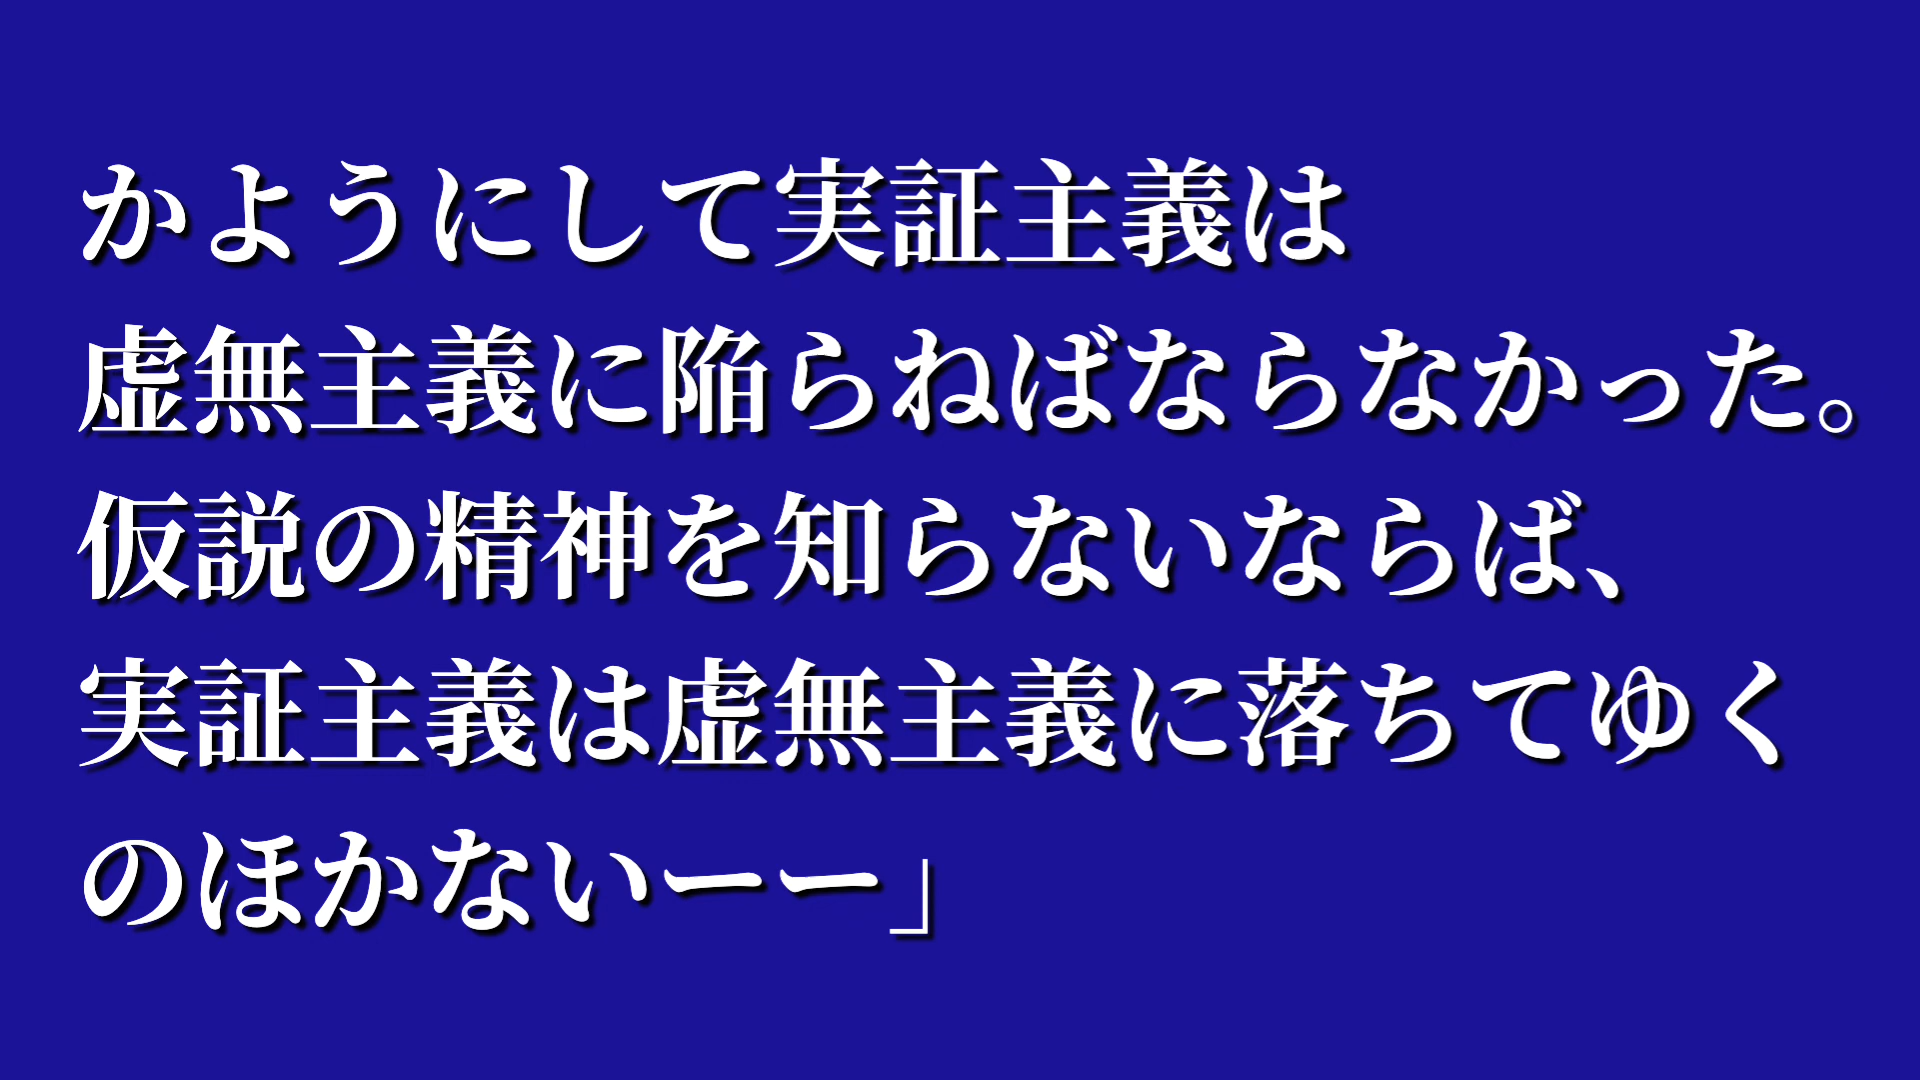 かようにして実証主義は
虚無主義に陥らねばならなかった。
仮説の精神を知らないならば、
実証主義は虚無主義に落ちてゆく
のほかないーー」